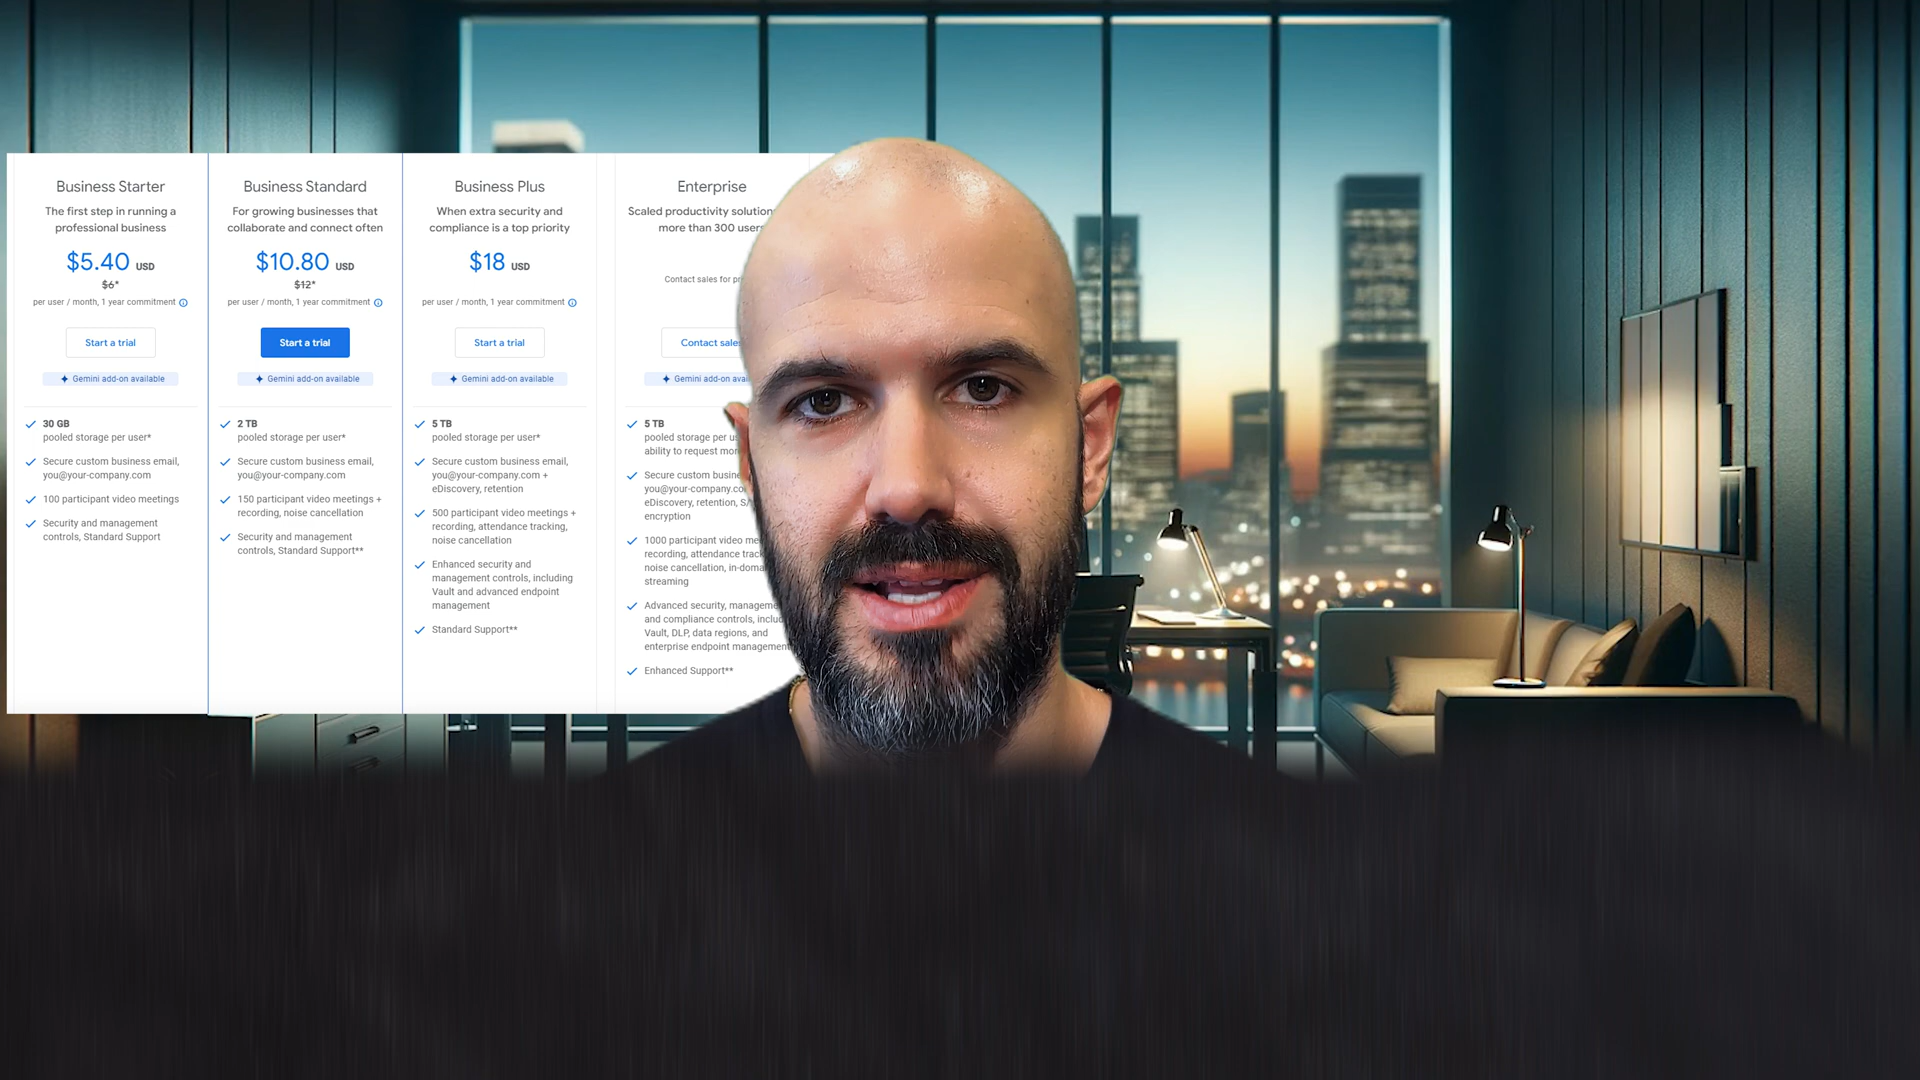 Business Starter
The first step in running a
professional business
$5.40 USD
$6*
per user / month, 1 year commitment
Start a trial
Gemini add-on available
30 GB
pooled storage per user*
Secure custom business email,
you@your-company.com
100 participant video meetings
Security and management
controls, Standard Support
Business Standard
For growing businesses that
collaborate and connect often
$10.80 USD
$12*
per user / month, 1 year commitment
Start a trial
Gemini add-on available
2 TB
pooled storage per user*
Secure custom business email,
you@your-company.com
150 participant video meetings +
recording, noise cancellation
Security and management
controls, Standard Support**
Business Plus
When extra security and
compliance is a top priority
$18 USD
per user / month, 1 year commitment
Start a trial
Gemini add-on available
5 TB
pooled storage per user*
Secure custom business email,
you@your-company.com +
eDiscovery, retention
500 participant video meetings +
recording, attendance tracking,
noise cancellation
Enhanced security and
management controls, including
Vault and advanced endpoint
management
Standard Support**
Enterprise
Scaled productivity
more than 300 users
Contact sales for
Contact sales
Gemini add-on
5 TB
pooled storage per
ability to request
Secure custom
eDiscovery, retention,
encryption
1000 participant video
recording, attendance
noise cancellation,
streaming
Advanced security,
and compliance controls,
Vault, DLP, data regions, and
enterprise endpoint management
Enhanced Support**